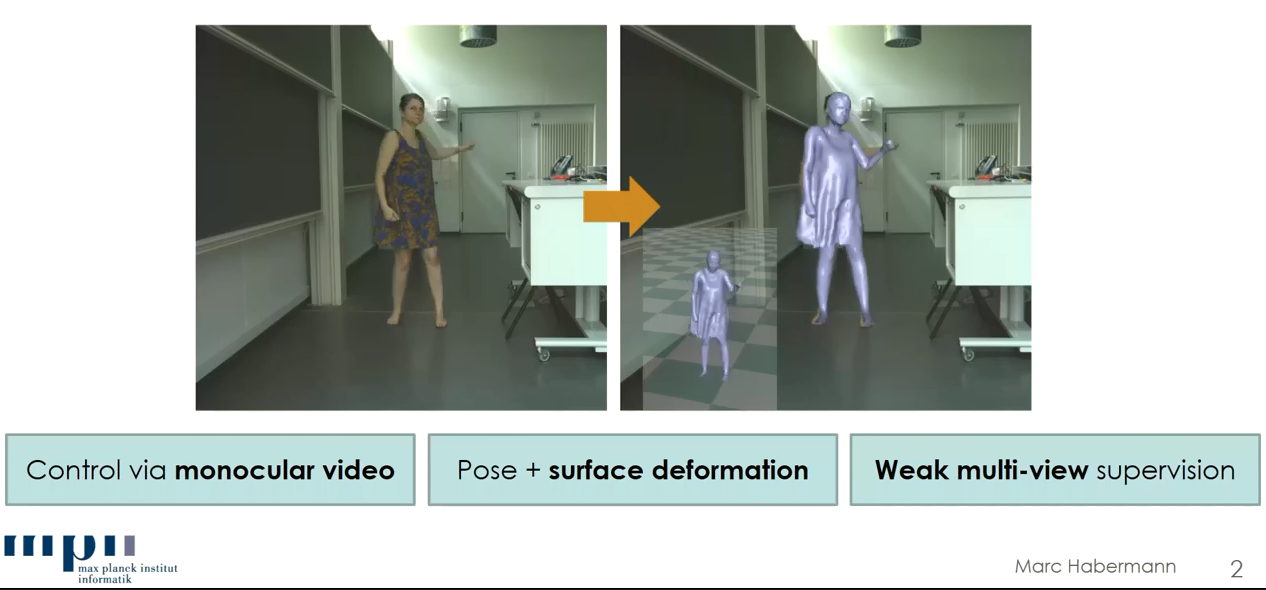 Control via monocular video
Pose + surface deformation
Weak multi-view supervision
max planck institut
informatik
Marc Habermann
2